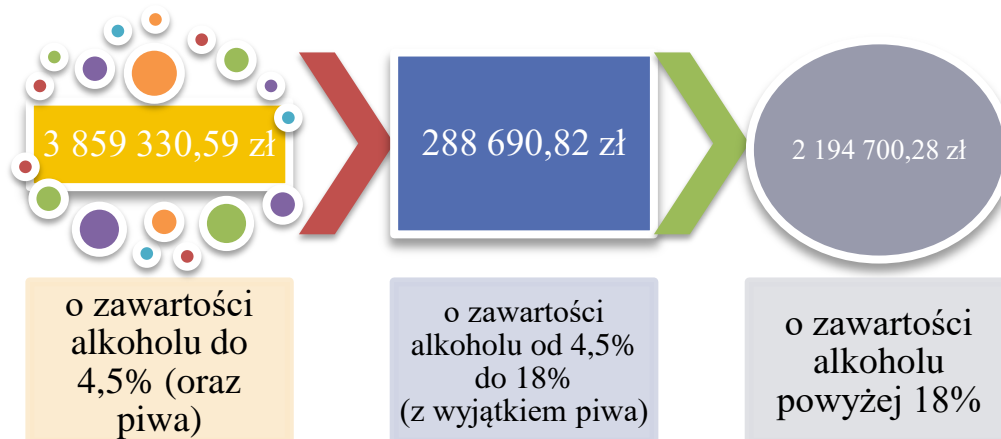 3 859 330,59 zł
288 690,82 zł
2 194 700,28 zł
o zawartości
alkoholu do
4,5% (oraz
piwa)
o zawartości
alkoholu od 4,5%
do 18%
(z wyjątkiem piwa)
o zawartości
alkoholu
powyżej 18%